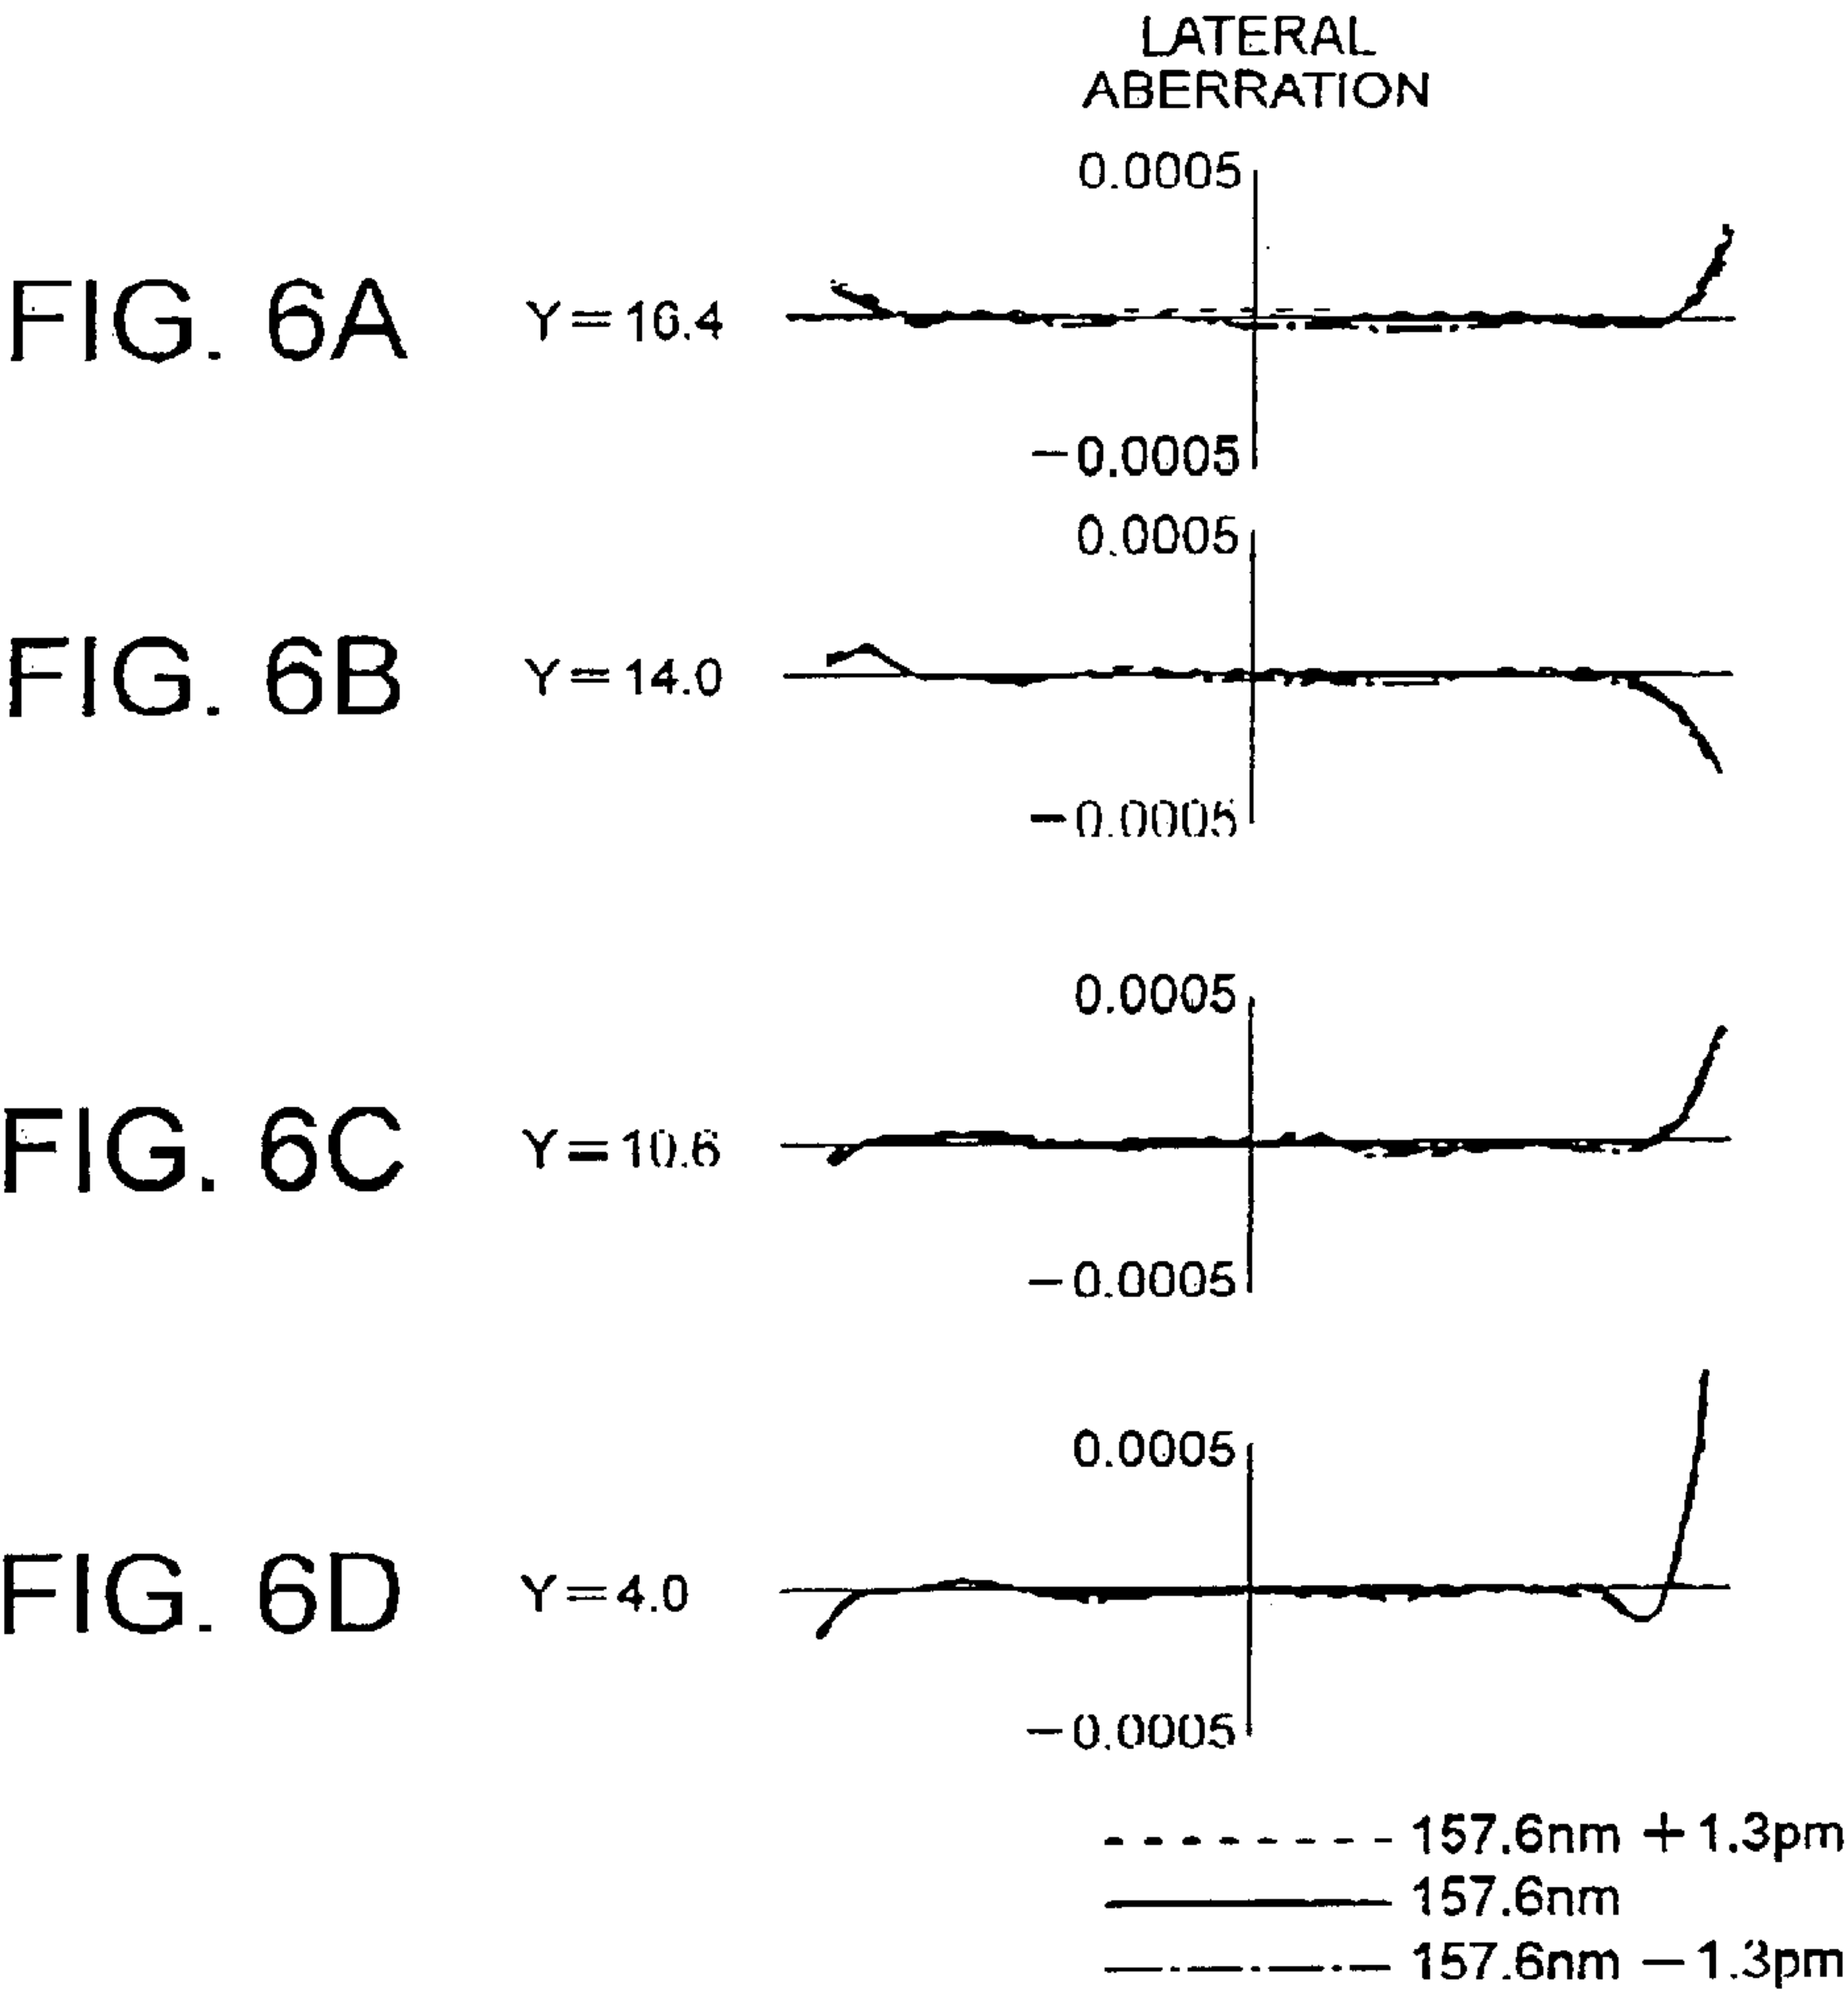 LATERAL
ABERRATION
0.0005
FIG. 6A
Y=16.4
−0.0005
0.0005
FIG. 6B
Y=14.0
−0.0005
0.0005
FIG. 6C
Y=10.6
−0.0005
0.0005
FIG. 6D
Y=4.0
−0.0005
157.6nm +1.3pm
157.6nm
157.6nm −1.3pm